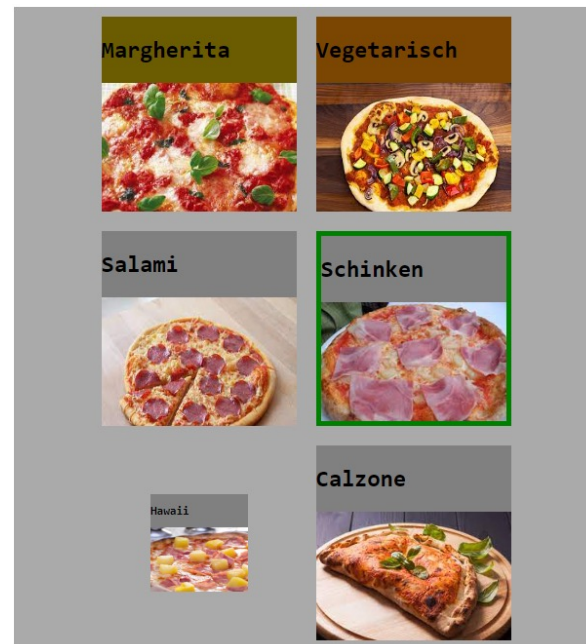 Margherita
Vegetarisch
Salami
Schinken
Hawaii
Calzone